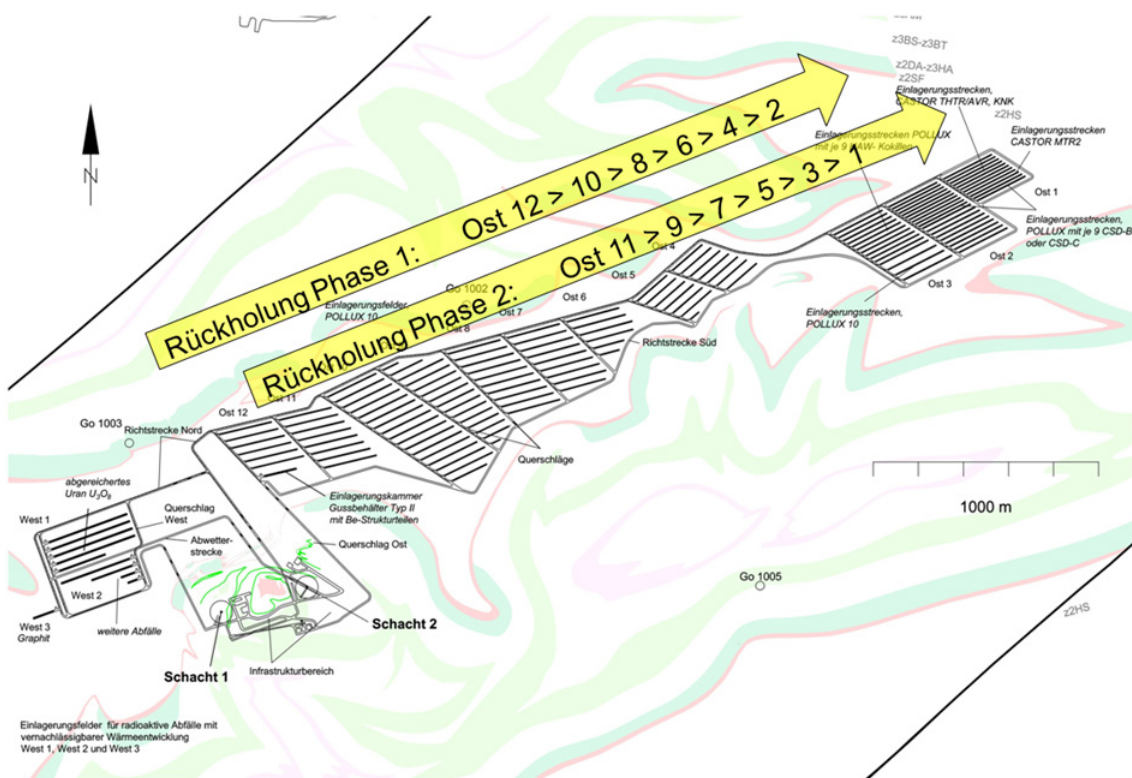 z3BS-z3BT
z2DA-z3HA
z2SF
Einlagerungsstrecken,
CASTOR THTR/AVR, KNK
z2HS
Einlagerungsstrecken POLLUX
mit je 9 HAW- Kokillen
Einlagerungsstrecken
CASTOR MTR2
Ost 1
Rückholung Phase 1: Ost 12 > 10 > 8 > 6 > 4 > 2
Rückholung Phase 2: Ost 11 > 9 > 7 > 5 > 3 > 1
N
Einlagerungsstrecken,
POLLUX mit je 9 CSD-B
oder CSD-C
Ost 2
Ost 3
Ost 4
Ost 5
Ost 6
Ost 7
Ost 8
Go 1002
Einlagerungsfelder,
POLLUX 10
Einlagerungsstrecken,
POLLUX 10
Richtstrecke Süd
Ost 11
Ost 12
Go 1003
Richtstrecke Nord
Querschläge
1000 m
abgereichertes
Uran U₃O₈
Einlagerungskammer
Gussbehälter Typ II
mit Be-Strukturteilen
West 1
Querschlag
West
Abwetter-
strecke
Querschlag Ost
West 2
Go 1005
z2HS
West 3
Graphit
weitere Abfälle
Schacht 2
Schacht 1
Infrastrukturbereich
Einlagerungsfelder für radioaktive Abfälle mit
vernachlässigbarer Wärmeentwicklung
West 1, West 2 und West 3